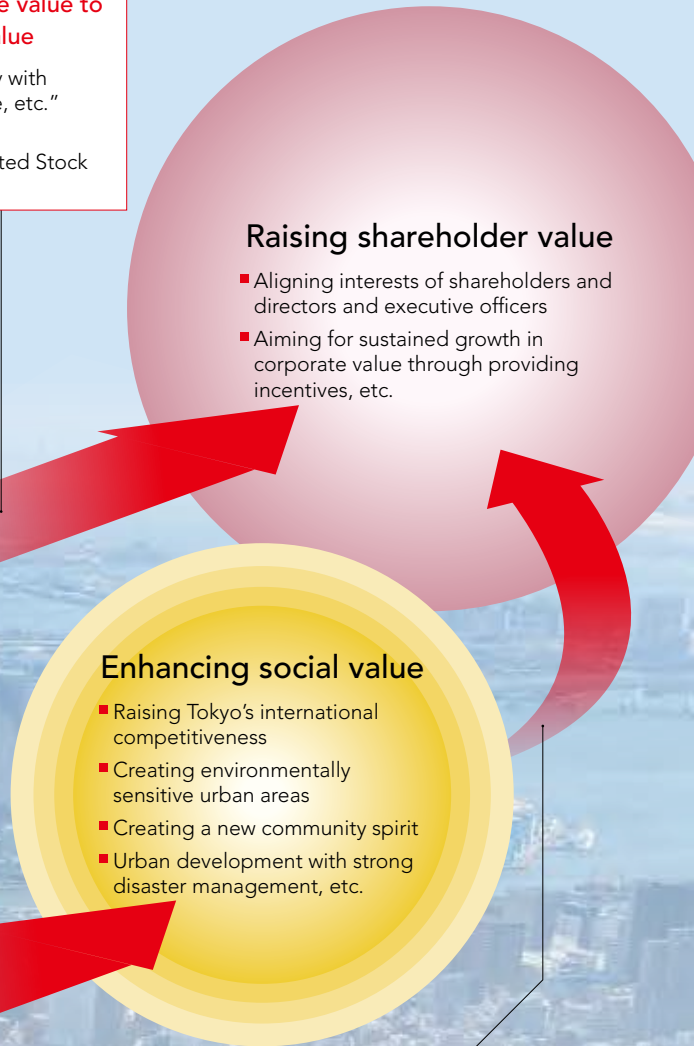 e value to
lue
with
, etc.”
ted Stock
Raising shareholder value
■ Aligning interests of shareholders and
directors and executive officers
■ Aiming for sustained growth in
corporate value through providing
incentives, etc.
Enhancing social value
■ Raising Tokyo’s international
competitiveness
■ Creating environmentally
sensitive urban areas
■ Creating a new community spirit
■ Urban development with strong
disaster management, etc.